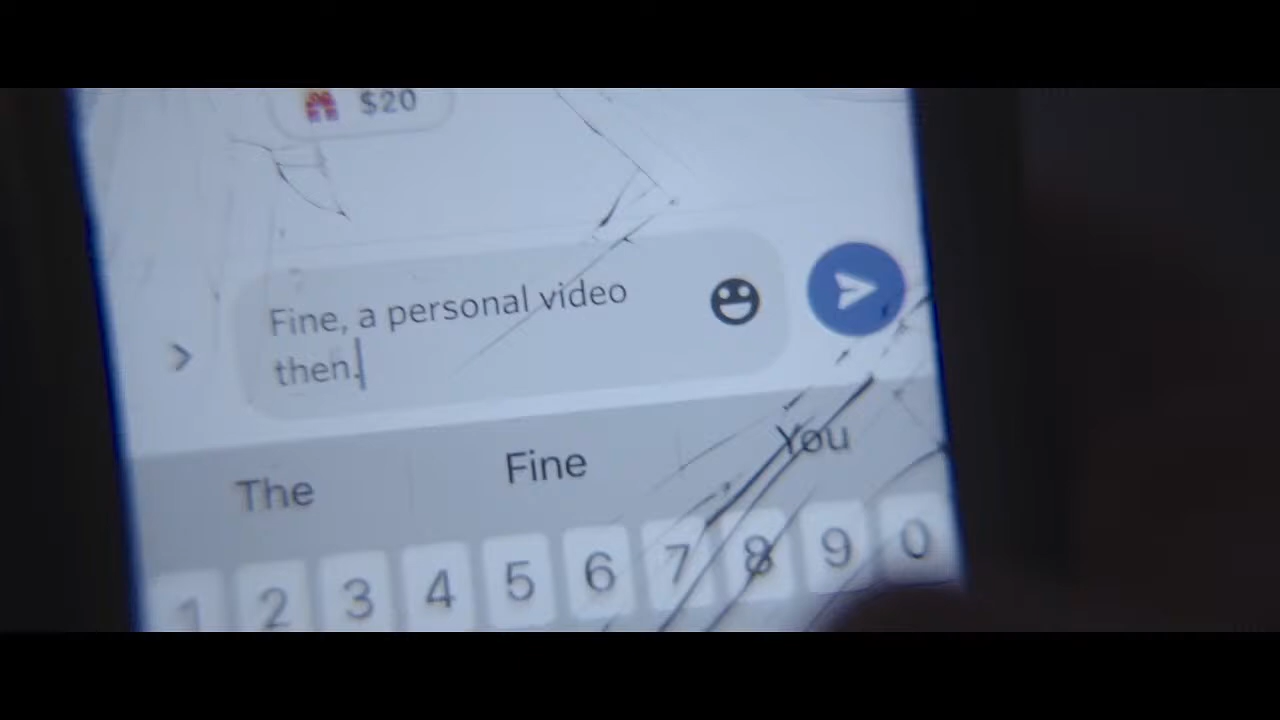 $20
Fine, a personal video
then.
The Fine You
1 2 3 4 5 6 7 8 9 0